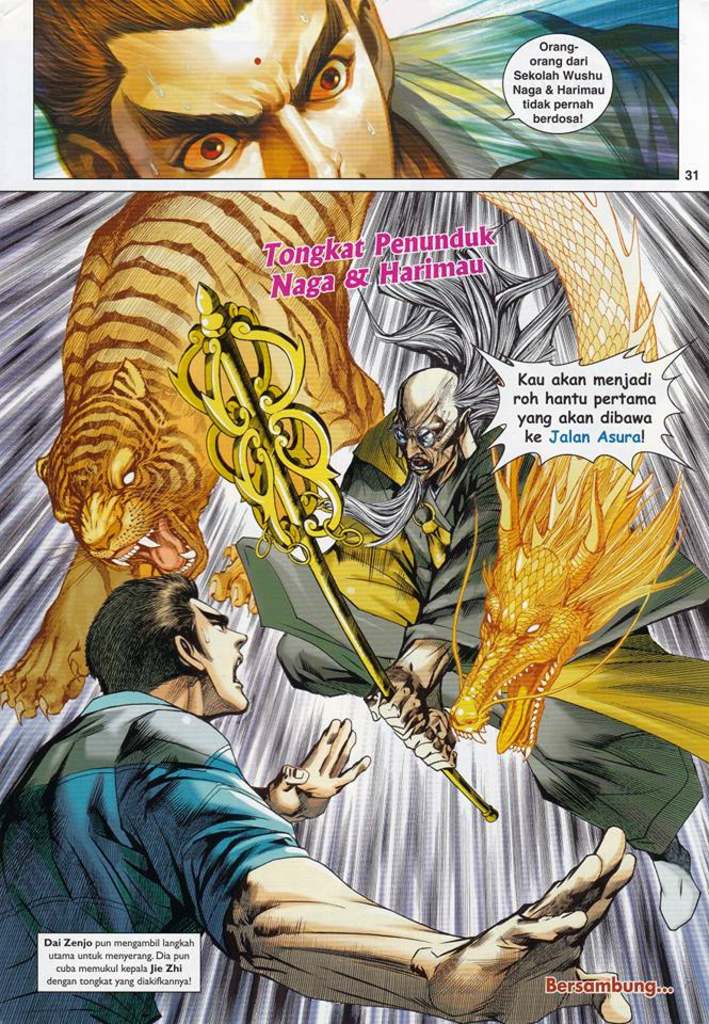 Orang-
orang dari
Sekolah Wushu
Naga & Harimau
tidak pernah
berdosa!
31
Tongkat Penunduk
Naga & Harimau
Kau akan menjadi
roh hantu pertama
yang akan dibawa
ke Jalan Asura!
Dai Zenjo pun mengambil langkah
utama untuk menyerang. Dia pun
cuba memukul kepala Jie Zhi
dengan tongkat yang diakifkannya!
Bersambung...